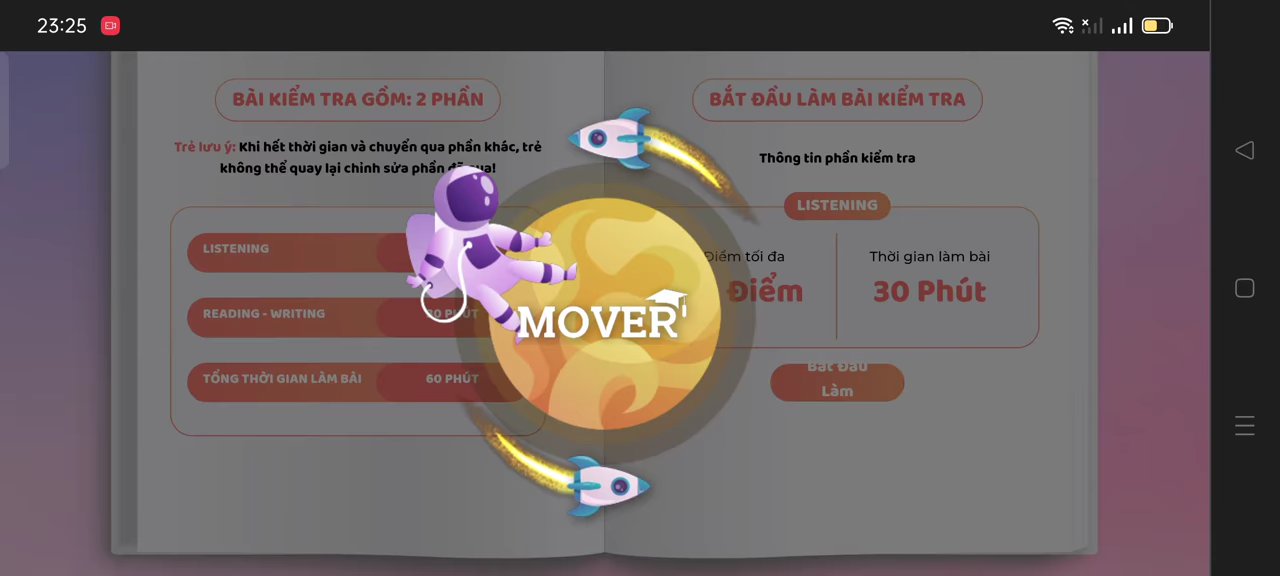 23:25
BÀI KIỂM TRA GỒM: 2 PHẦN
Trẻ lưu ý: Khi hết thời gian và chuyển qua phần khác, trẻ
không thể quay lại chỉnh sửa phần đã qua!
LISTENING
READING - WRITING
30 PHÚT
TỔNG THỜI GIAN LÀM BÀI
60 PHÚT
MOVER
BẮT ĐẦU LÀM BÀI KIỂM TRA
Thông tin phần kiểm tra
LISTENING
Điểm tối đa
Điểm
Thời gian làm bài
30 Phút
Bắt Đầu
Làm